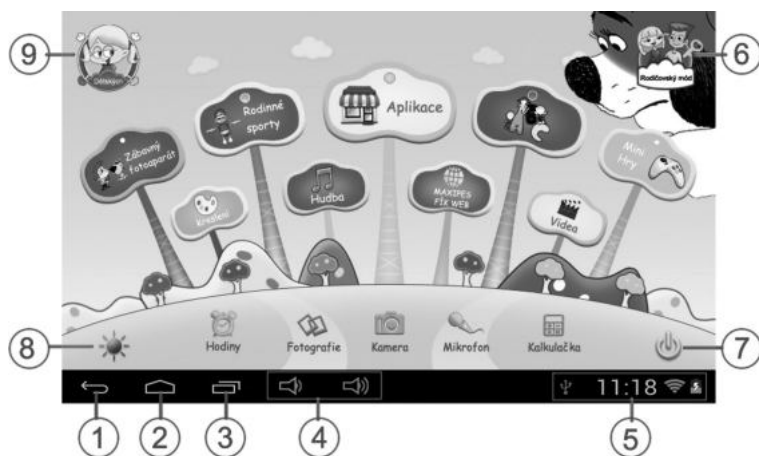 9
6
Rodičovský mód
Rodinné
sporty
Aplikace
Zábavný
fotoaparát
Mini
Hry
Kreslení
Hudba
MAXIPES
FÍK WEB
Videa
8
Hodiny
Fotografie
Kamera
Mikrofon
Kalkulačka
7
11:18
1
2
3
4
5